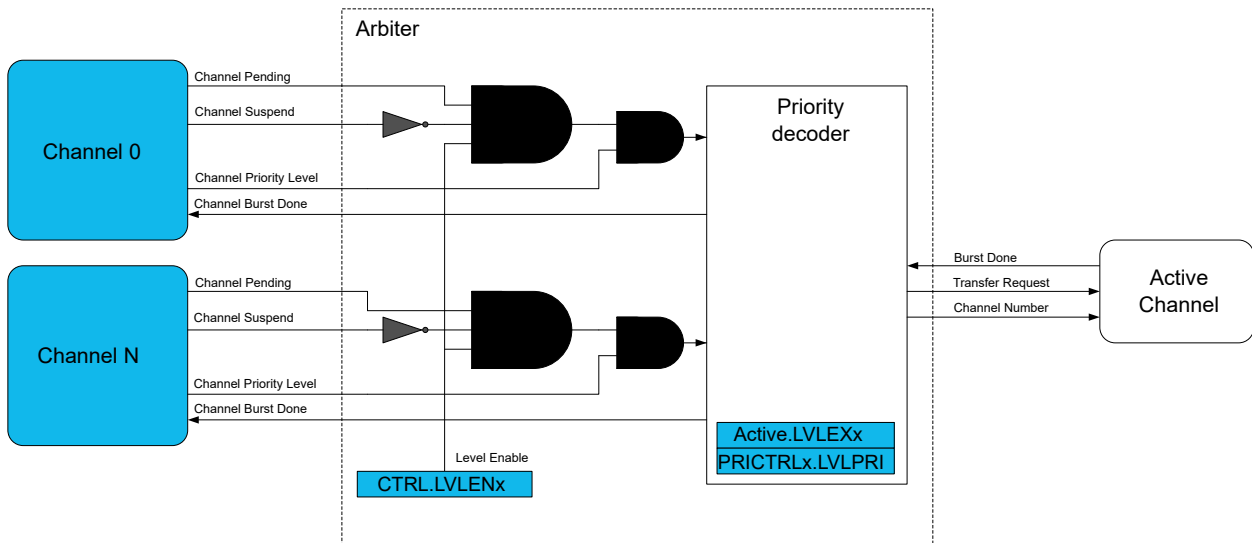 Arbiter
Channel 0
Channel Pending
Channel Suspend
Channel Priority Level
Channel Burst Done
Priority
decoder
Burst Done
Transfer Request
Channel Number
Active
Channel
Channel N
Channel Pending
Channel Suspend
Channel Priority Level
Channel Burst Done
Level Enable
CTRL.LVLENx
Active.LVLEXx
PRICTRLx.LVLPRI